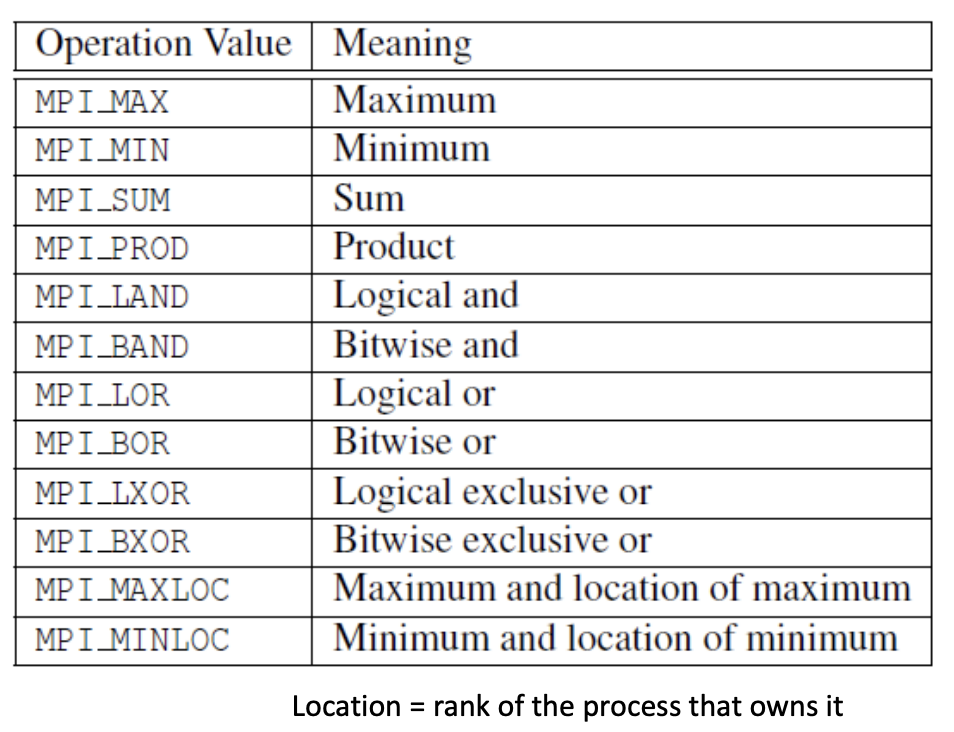 Operation Value Meaning
MPI_MAX Maximum
MPI_MIN Minimum
MPI_SUM Sum
MPI_PROD Product
MPI_LAND Logical and
MPI_BAND Bitwise and
MPI_LOR Logical or
MPI_BOR Bitwise or
MPI_LXOR Logical exclusive or
MPI_BXOR Bitwise exclusive or
MPI_MAXLOC Maximum and location of maximum
MPI_MINLOC Minimum and location of minimum
Location = rank of the process that owns it